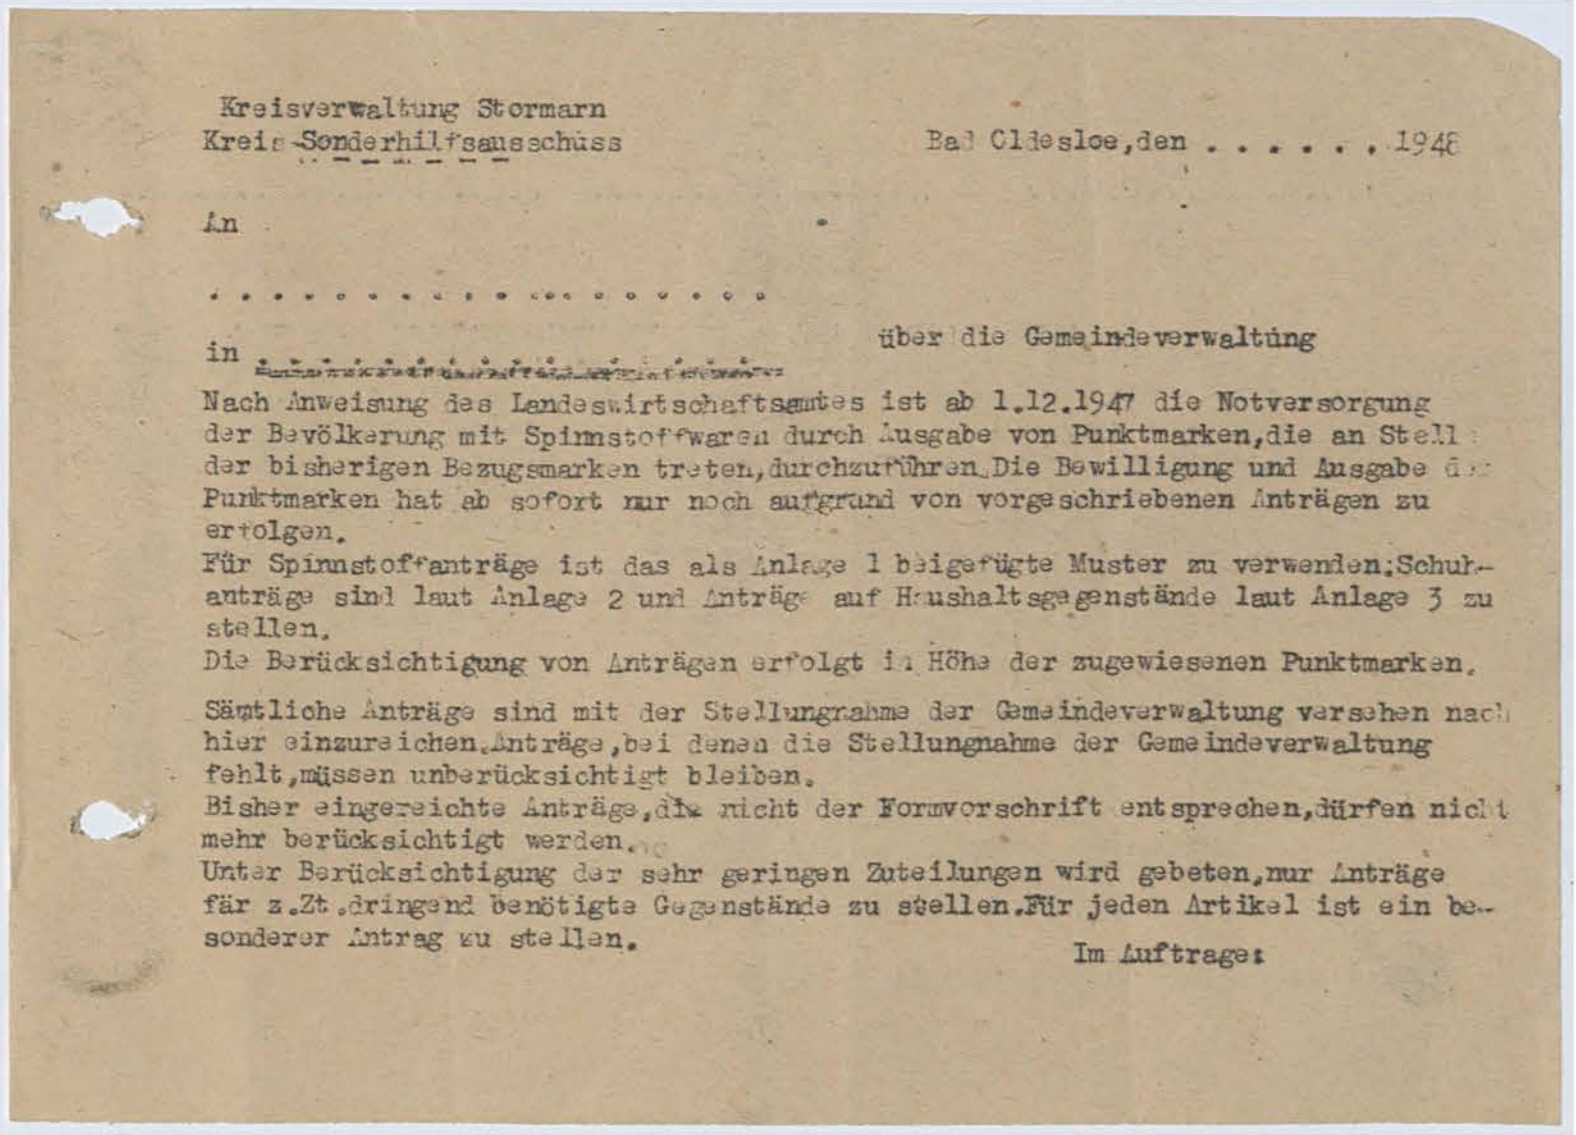 Kreisverwaltung Stormarn
Kreis-Sonderhilfsausschuss
Bad Oldesloe,den . . . . . . 1948
An
. . . . . . . . . . . . . . . . . .
in . . . . . . . . . . . . . . . .
über die Gemeindeverwaltung
Nach Anweisung des Landeswirtschaftsamtes ist ab 1.12.1947 die Notversorgung
der Bevölkerung mit Spinnstoffwaren durch Ausgabe von Punktmarken,die an Stelle
der bisherigen Bezugsmarken treten,durchzuführen.Die Bewilligung und Ausgabe der
Punktmarken hat ab sofort nur noch aufgrund von vorgeschriebenen Anträgen zu
erfolgen.
Für Spinnstoffanträge ist das als Anlage 1 beigefügte Muster zu verwenden;Schuh-
anträge sind laut Anlage 2 und Anträge auf Haushaltsgegenstände laut Anlage 3 zu
stellen.
Die Berücksichtigung von Anträgen erfolgt in Höhe der zugewiesenen Punktmarken.
Sämtliche Anträge sind mit der Stellungnahme der Gemeindeverwaltung versehen nach
hier einzureichen.Anträge,bei denen die Stellungnahme der Gemeindeverwaltung
fehlt,müssen unberücksichtigt bleiben.
Bisher eingereichte Anträge,die nicht der Formvorschrift entsprechen,dürfen nicht
mehr berücksichtigt werden.
Unter Berücksichtigung der sehr geringen Zuteilungen wird gebeten,nur Anträge
fär z.Zt.dringend benötigte Gegenstände zu stellen.Für jeden Artikel ist ein be-
sonderer Antrag zu stellen.
Im Auftrage: